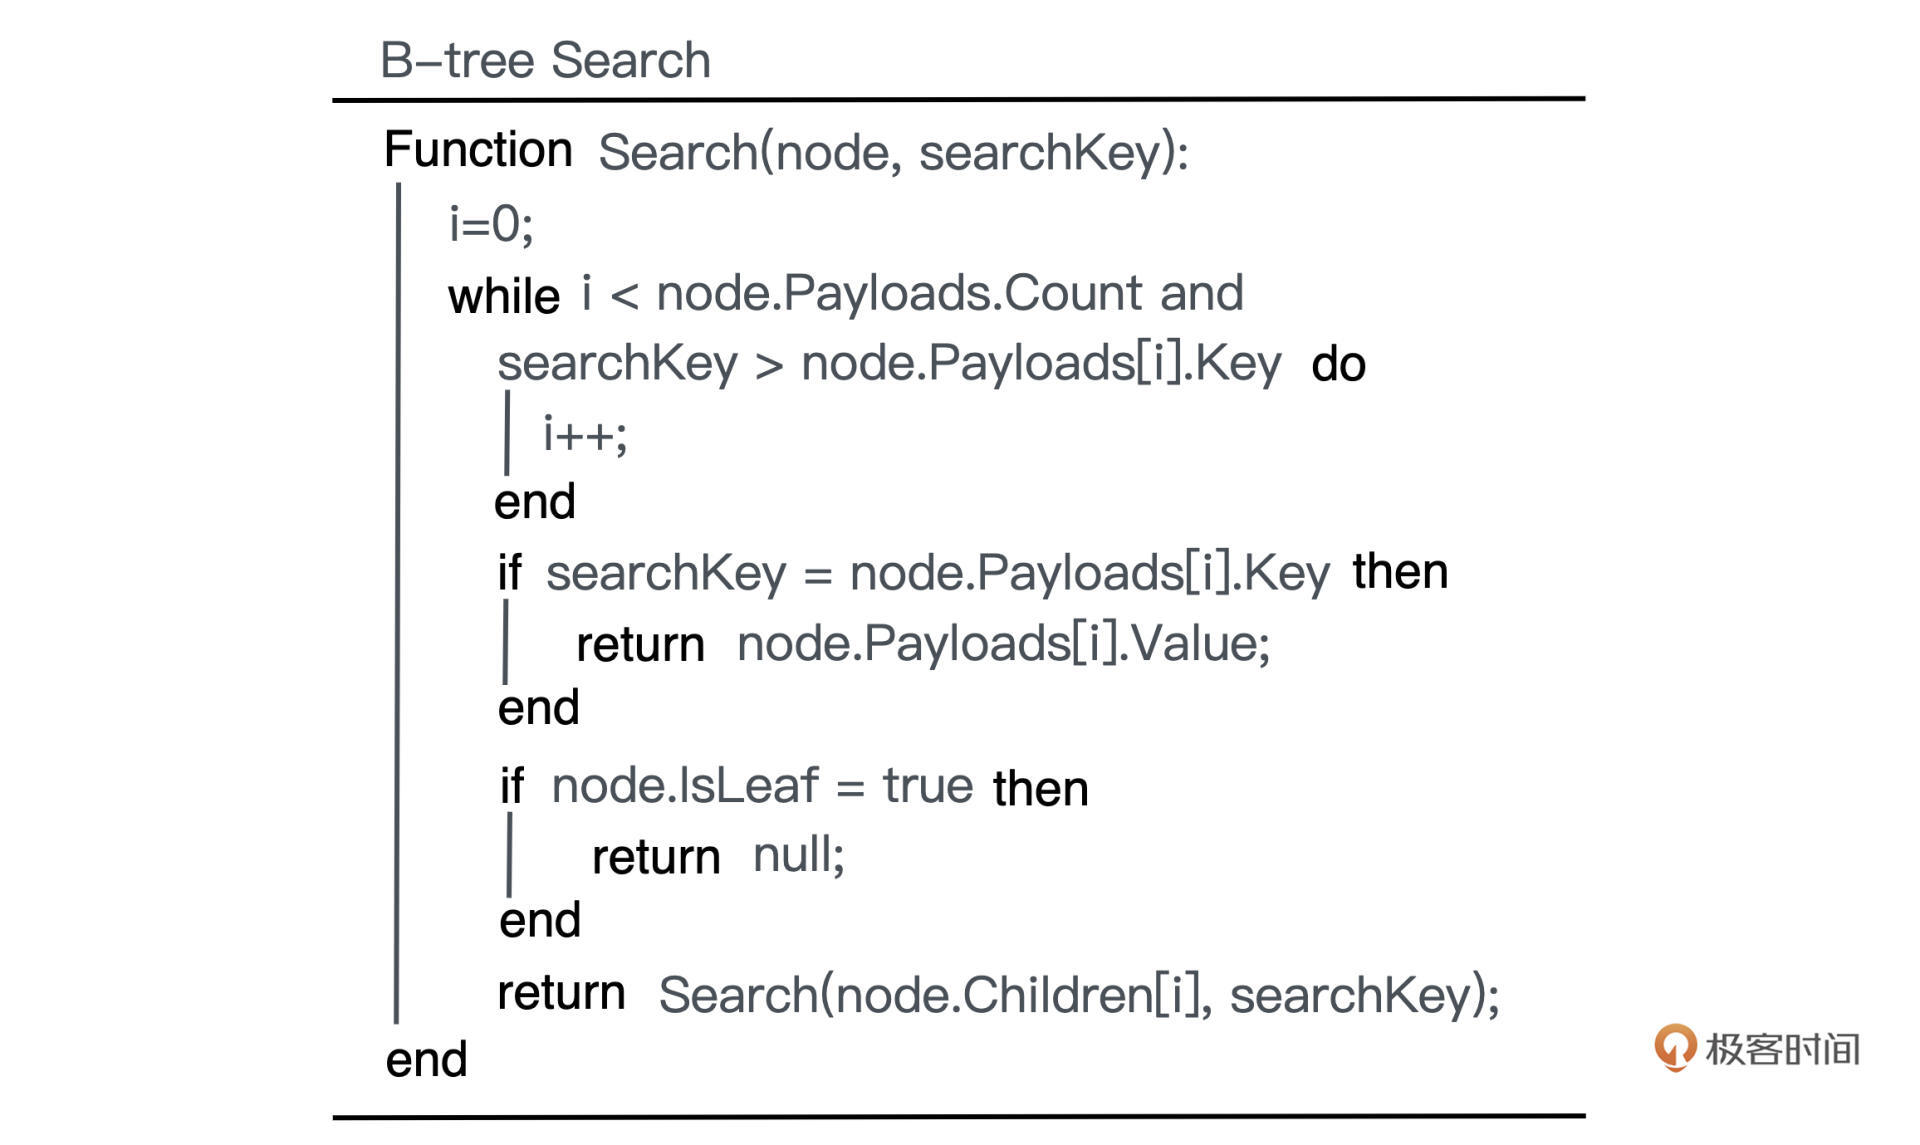 B-tree Search
Function Search(node, searchKey):
i=0;
while i < node.Payloads.Count and
searchKey > node.Payloads[i].Key do
i++;
end
if searchKey = node.Payloads[i].Key then
return node.Payloads[i].Value;
end
if node.IsLeaf = true then
return null;
end
return Search(node.Children[i], searchKey);
end
极客时间